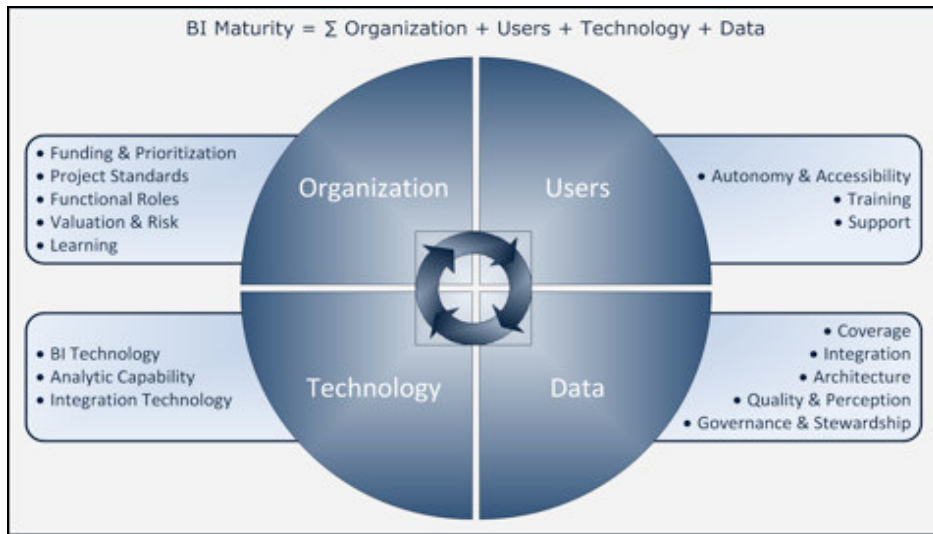 BI Maturity = ∑ Organization + Users + Technology + Data
• Funding & Prioritization
• Project Standards
• Functional Roles
• Valuation & Risk
• Learning
Organization
Users
• Autonomy & Accessibility
• Training
• Support
• BI Technology
• Analytic Capability
• Integration Technology
Technology
Data
• Coverage
• Integration
• Architecture
• Quality & Perception
• Governance & Stewardship